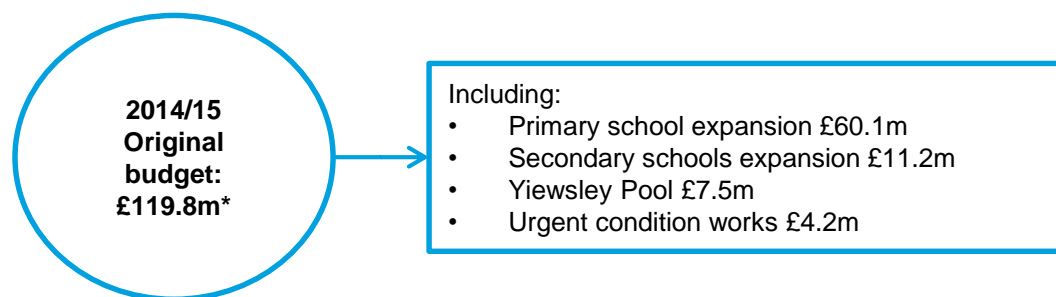 2014/15
Original
budget:
£119.8m*
Including:
• Primary school expansion £60.1m
• Secondary schools expansion £11.2m
• Yiewsley Pool £7.5m
• Urgent condition works £4.2m